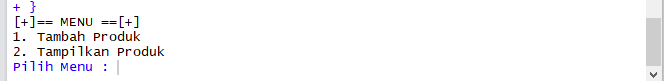 + }
[+]== MENU ==[+]
1. Tambah Produk
2. Tampilkan Produk
Pilih Menu :